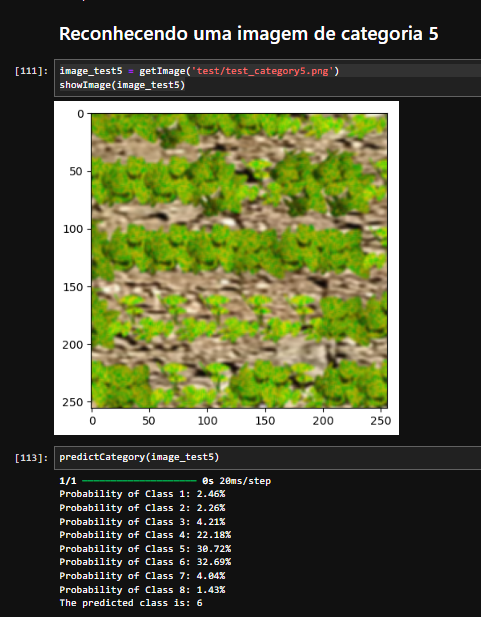 Reconhecendo uma imagem de categoria 5
[111]: image_test5 = getImage('test/test_category5.png')
showImage(image_test5)
0
50
100
150
200
250
0 50 100 150 200 250
[113]: predictCategory(image_test5)
1/1 ━━━━━━━━━━━━━━━━━━━━ 0s 20ms/step
Probability of Class 1: 2.46%
Probability of Class 2: 2.26%
Probability of Class 3: 4.21%
Probability of Class 4: 22.18%
Probability of Class 5: 30.72%
Probability of Class 6: 32.69%
Probability of Class 7: 4.04%
Probability of Class 8: 1.43%
The predicted class is: 6